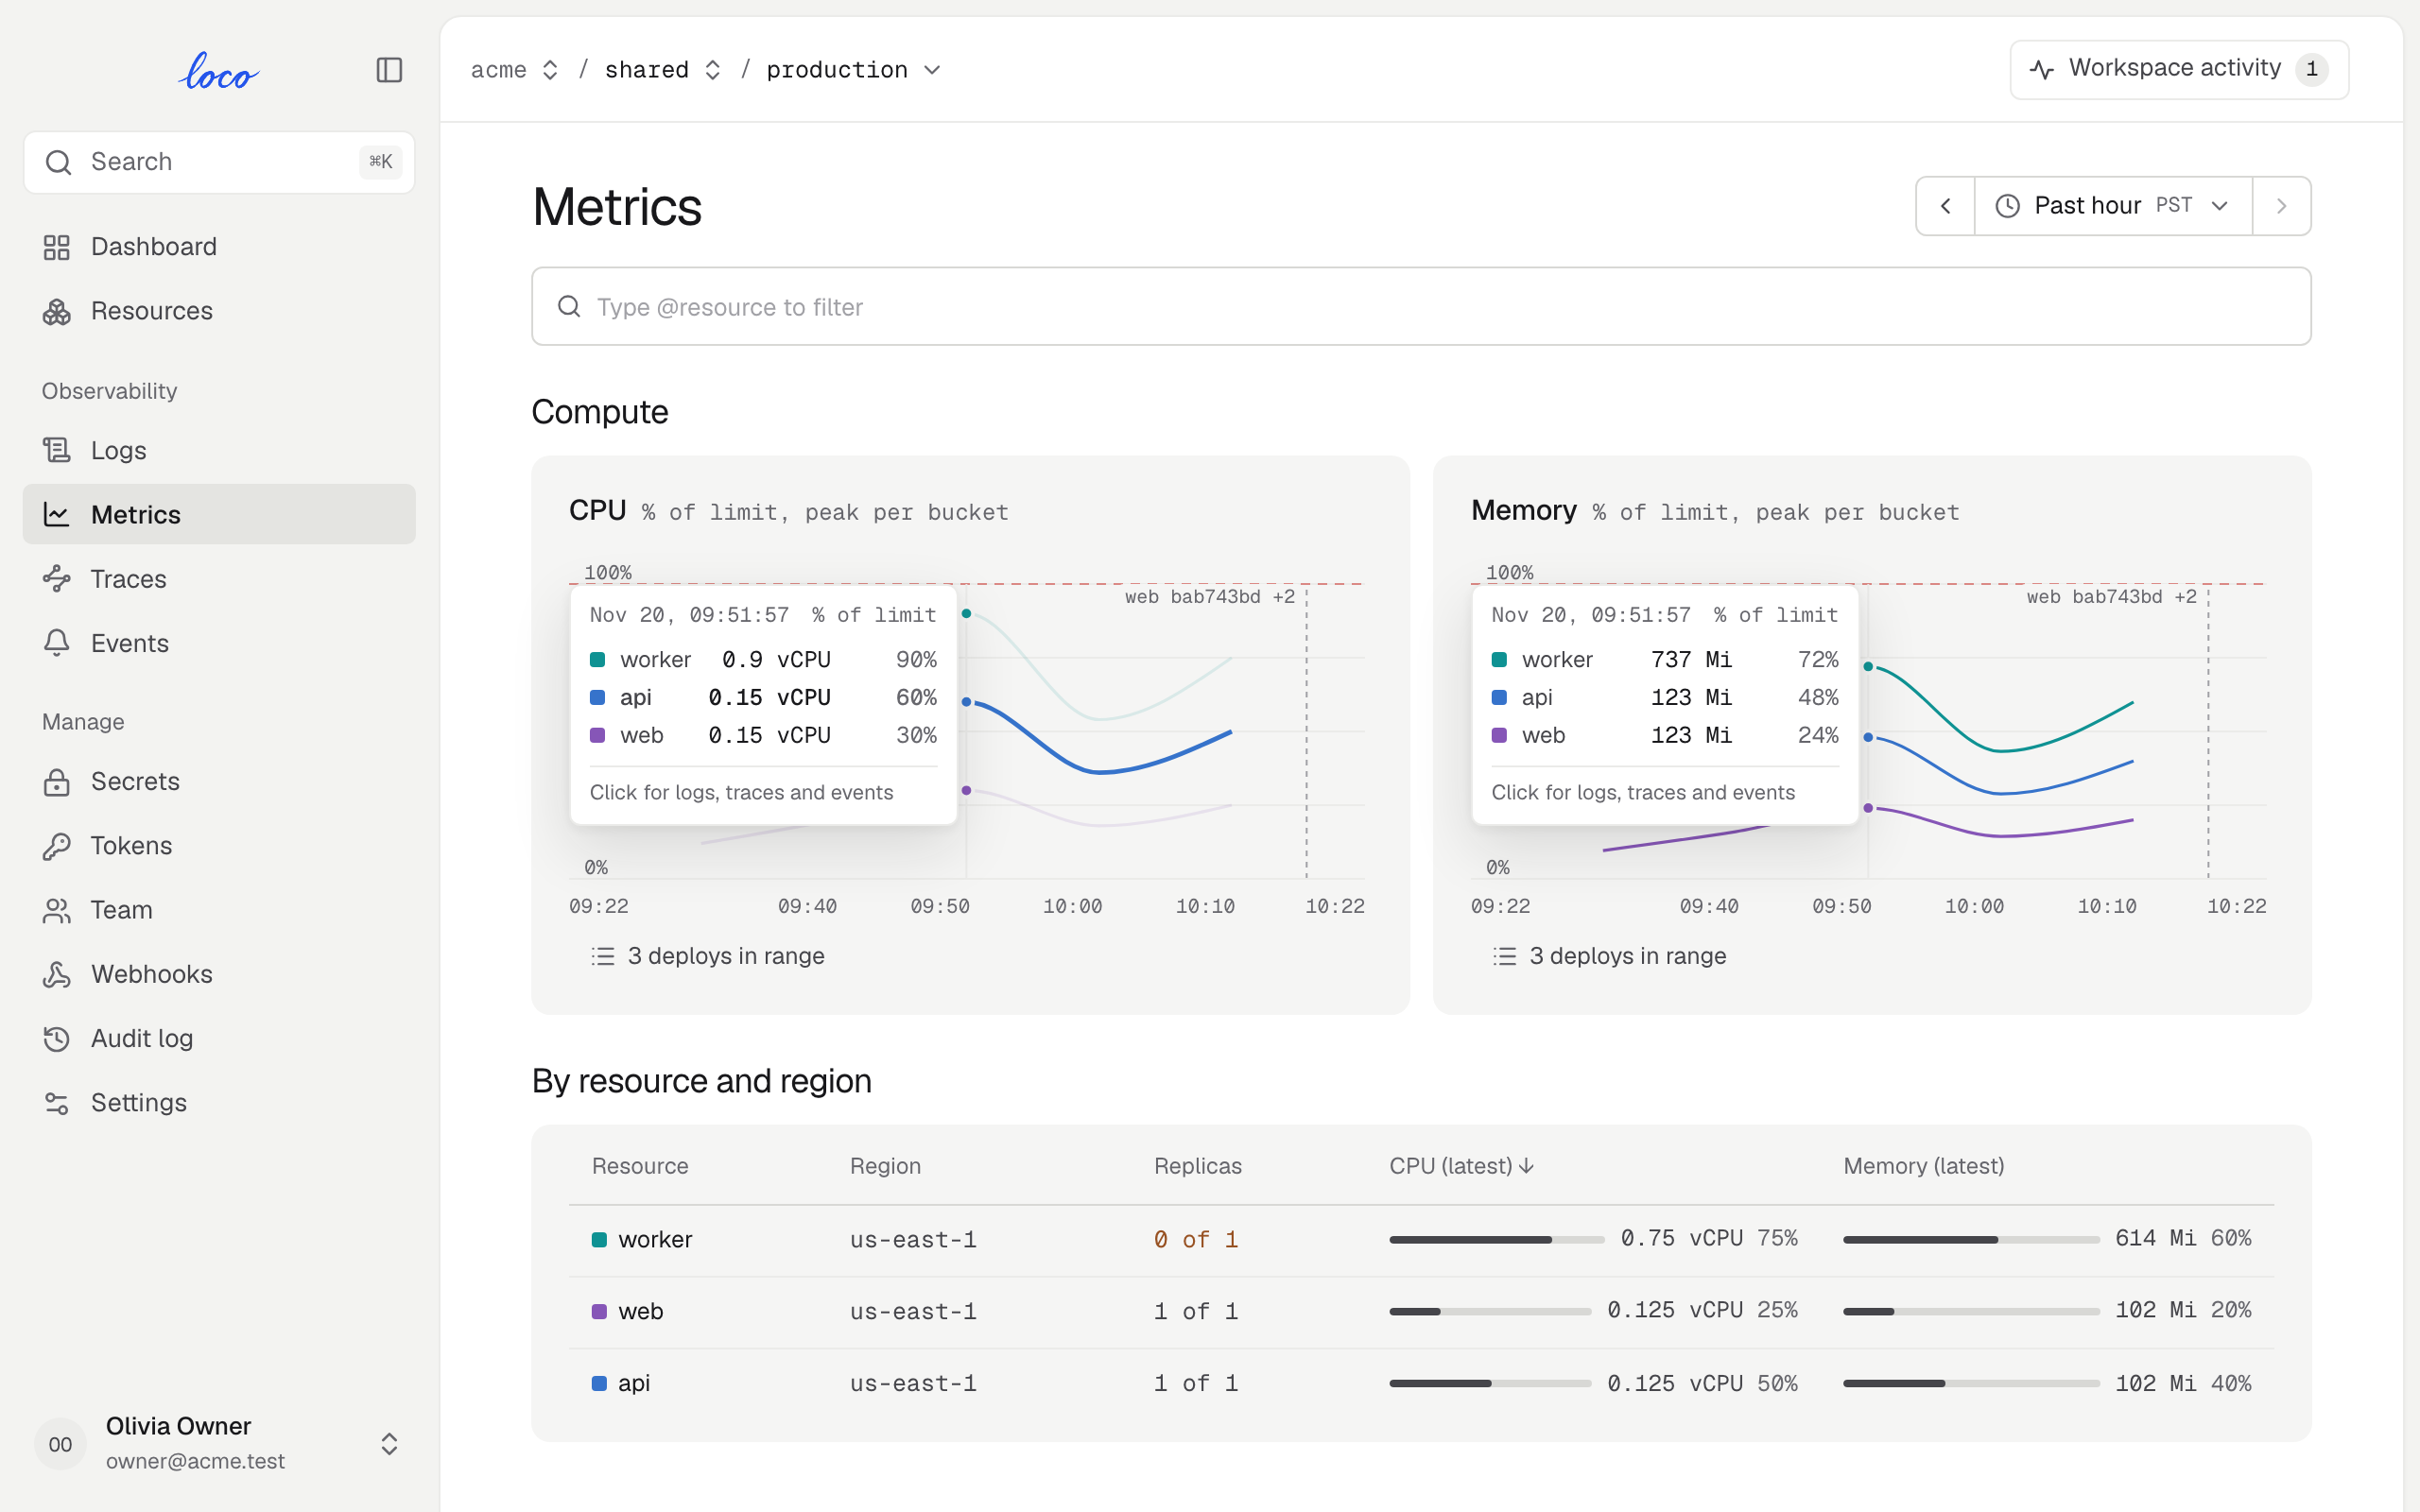 loco
Search ⌘K
Dashboard
Resources
Observability
Logs
Metrics
Traces
Events
Manage
Secrets
Tokens
Team
Webhooks
Audit log
Settings
OO
Olivia Owner
owner@acme.test
acme / shared / production
Workspace activity 1
Metrics
Past hour PST
Type @resource to filter
Compute
CPU % of limit, peak per bucket
100%
web bab743bd +2
Nov 20, 09:51:57 % of limit
worker 0.9 vCPU 90%
api 0.15 vCPU 60%
web 0.15 vCPU 30%
Click for logs, traces and events
0%
09:22 09:40 09:50 10:00 10:10 10:22
3 deploys in range
Memory % of limit, peak per bucket
100%
web bab743bd +2
Nov 20, 09:51:57 % of limit
worker 737 Mi 72%
api 123 Mi 48%
web 123 Mi 24%
Click for logs, traces and events
0%
09:22 09:40 09:50 10:00 10:10 10:22
3 deploys in range
By resource and region
Resource Region Replicas CPU (latest) ↓ Memory (latest)
worker us-east-1 0 of 1 0.75 vCPU 75% 614 Mi 60%
web us-east-1 1 of 1 0.125 vCPU 25% 102 Mi 20%
api us-east-1 1 of 1 0.125 vCPU 50% 102 Mi 40%